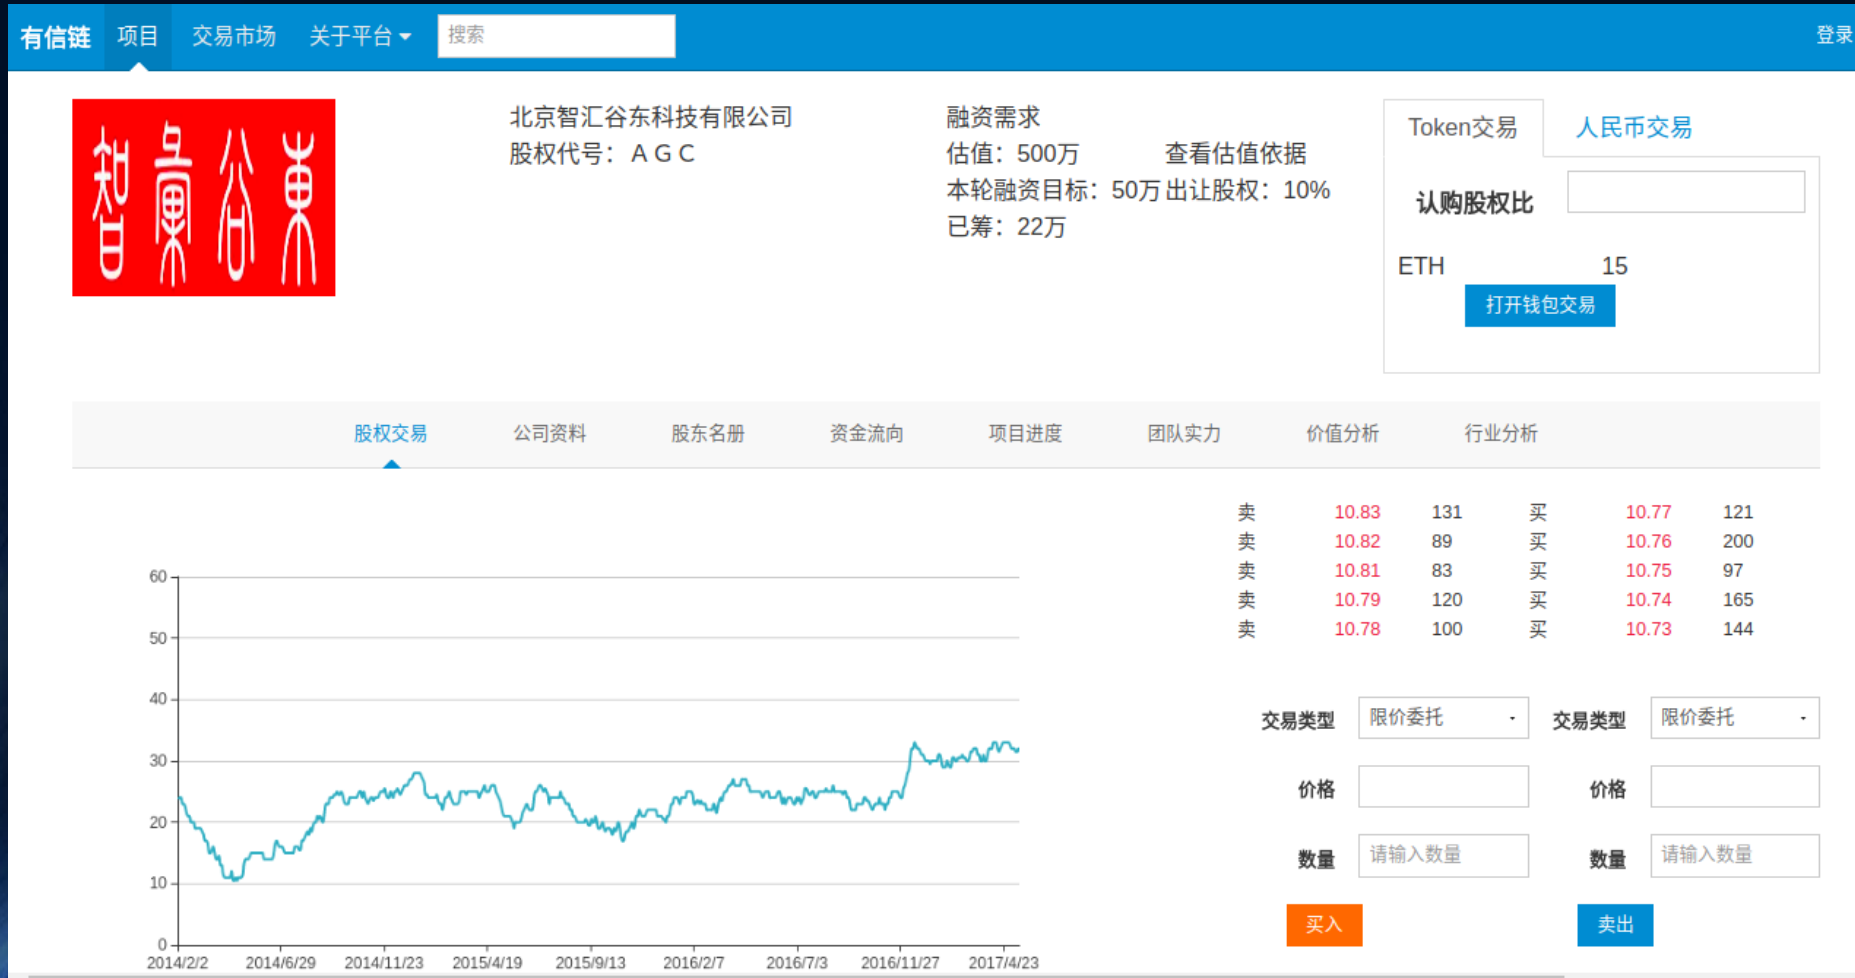 有信链 项目 交易市场 关于平台 搜索 登录
智彙谷東
北京智汇谷东科技有限公司
股权代号：ＡＧＣ
融资需求
估值：500万 查看估值依据
本轮融资目标：50万 出让股权：10%
已筹：22万
Token交易 人民币交易
认购股权比
ETH 15
打开钱包交易
股权交易 公司资料 股东名册 资金流向 项目进度 团队实力 价值分析 行业分析
60
50
40
30
20
10
0
2014/2/2 2014/6/29 2014/11/23 2015/4/19 2015/9/13 2016/2/7 2016/7/3 2016/11/27 2017/4/23
卖 10.83 131 买 10.77 121
卖 10.82 89 买 10.76 200
卖 10.81 83 买 10.75 97
卖 10.79 120 买 10.74 165
卖 10.78 100 买 10.73 144
交易类型 限价委托 交易类型 限价委托
价格 价格
数量 请输入数量 数量 请输入数量
买入 卖出